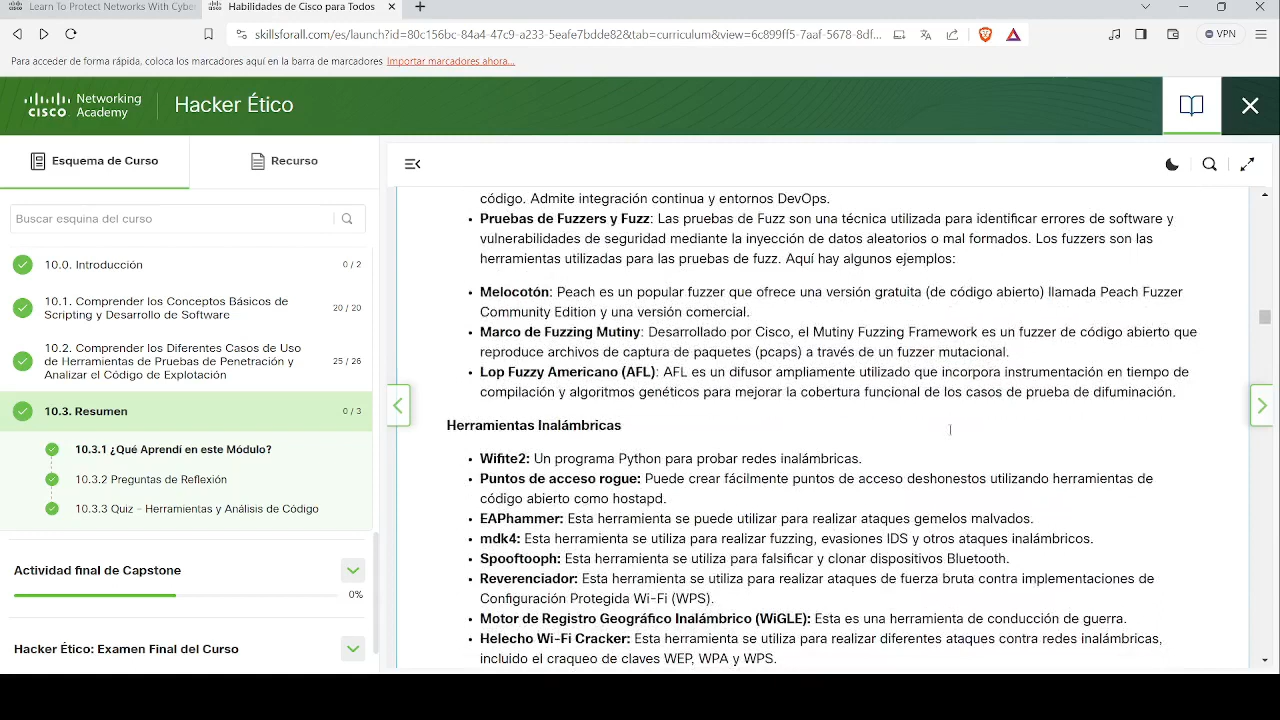 Learn To Protect Networks With Cyber
Habilidades de Cisco para Todos
skillsforall.com/es/launch?id=80c156bc-84a4-47c9-a233-5eafe7bdde82&tab=curriculum&view=6c899ff5-7aaf-5678-8df...
VPN
Para acceder de forma rápida, coloca los marcadores aquí en la barra de marcadores Importar marcadores ahora...
Networking
CISCO Academy
Hacker Ético
Esquema de Curso
Recurso
Buscar esquina del curso
10.0. Introducción
0 / 2
10.1. Comprender los Conceptos Básicos de
Scripting y Desarrollo de Software
20 / 20
10.2. Comprender los Diferentes Casos de Uso
de Herramientas de Pruebas de Penetración y
Analizar el Código de Explotación
25 / 26
10.3. Resumen
0 / 3
10.3.1 ¿Qué Aprendí en este Módulo?
10.3.2 Preguntas de Reflexión
10.3.3 Quiz - Herramientas y Análisis de Código
Actividad final de Capstone
0%
Hacker Ético: Examen Final del Curso
código. Admite integración continua y entornos DevOps.
• Pruebas de Fuzzers y Fuzz: Las pruebas de Fuzz son una técnica utilizada para identificar errores de software y
vulnerabilidades de seguridad mediante la inyección de datos aleatorios o mal formados. Los fuzzers son las
herramientas utilizadas para las pruebas de fuzz. Aquí hay algunos ejemplos:
• Melocotón: Peach es un popular fuzzer que ofrece una versión gratuita (de código abierto) llamada Peach Fuzzer
Community Edition y una versión comercial.
• Marco de Fuzzing Mutiny: Desarrollado por Cisco, el Mutiny Fuzzing Framework es un fuzzer de código abierto que
reproduce archivos de captura de paquetes (pcaps) a través de un fuzzer mutacional.
• Lop Fuzzy Americano (AFL): AFL es un difusor ampliamente utilizado que incorpora instrumentación en tiempo de
compilación y algoritmos genéticos para mejorar la cobertura funcional de los casos de prueba de difuminación.
Herramientas Inalámbricas
• Wifite2: Un programa Python para probar redes inalámbricas.
• Puntos de acceso rogue: Puede crear fácilmente puntos de acceso deshonestos utilizando herramientas de
código abierto como hostapd.
• EAPhammer: Esta herramienta se puede utilizar para realizar ataques gemelos malvados.
• mdk4: Esta herramienta se utiliza para realizar fuzzing, evasiones IDS y otros ataques inalámbricos.
• Spooftooph: Esta herramienta se utiliza para falsificar y clonar dispositivos Bluetooth.
• Reverenciador: Esta herramienta se utiliza para realizar ataques de fuerza bruta contra implementaciones de
Configuración Protegida Wi-Fi (WPS).
• Motor de Registro Geográfico Inalámbrico (WiGLE): Esta es una herramienta de conducción de guerra.
• Helecho Wi-Fi Cracker: Esta herramienta se utiliza para realizar diferentes ataques contra redes inalámbricas,
incluido el craqueo de claves WEP, WPA y WPS.